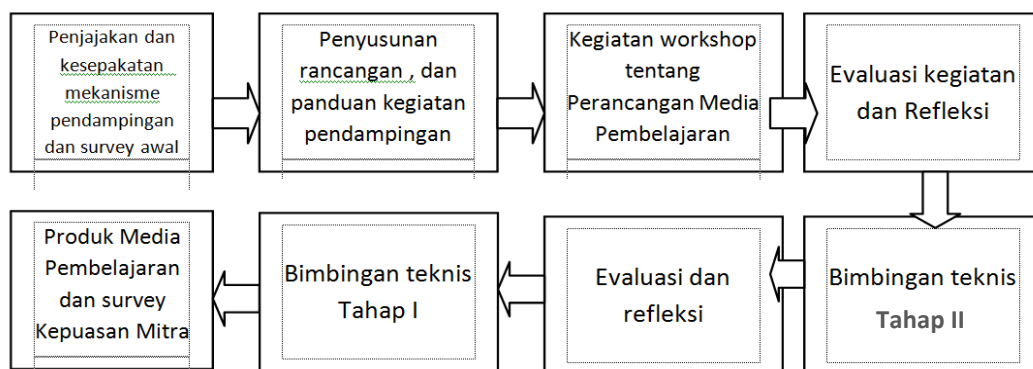 Penjajakan dan
kesepakatan
mekanisme
pendampingan
dan survey awal
Penyusunan
rancangan , dan
panduan kegiatan
pendampingan
Kegiatan workshop
tentang
Perancangan Media
Pembelajaran
Evaluasi kegiatan
dan Refleksi
Bimbingan teknis
Tahap II
Evaluasi dan
refleksi
Bimbingan teknis
Tahap I
Produk Media
Pembelajaran
dan survey
Kepuasan Mitra